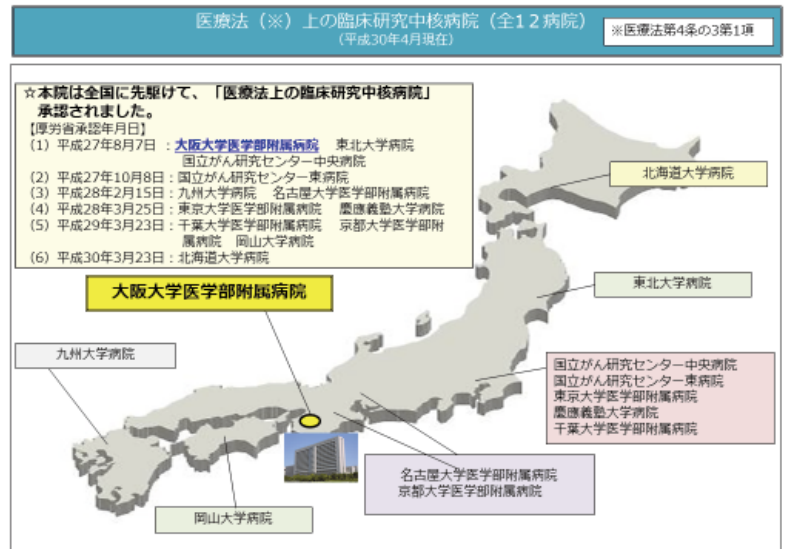 医療法（※）上の臨床研究中核病院（全１２病院）
（平成30年4月現在）
※医療法第4条の3第1項
☆本院は全国に先駆けて、「医療法上の臨床研究中核病院」
承認されました。
【厚労省承認年月日】
(1) 平成27年8月7日 ：大阪大学医学部附属病院　東北大学病院
国立がん研究センター中央病院
(2) 平成27年10月8日：国立がん研究センター東病院
(3) 平成28年2月15日：九州大学病院　名古屋大学医学部附属病院
(4) 平成28年3月25日：東京大学医学部附属病院　慶應義塾大学病院
(5) 平成29年3月23日：千葉大学医学部附属病院　京都大学医学部附
属病院　岡山大学病院
(6) 平成30年3月23日：北海道大学病院
北海道大学病院
大阪大学医学部附属病院
東北大学病院
九州大学病院
国立がん研究センター中央病院
国立がん研究センター東病院
東京大学医学部附属病院
慶應義塾大学病院
千葉大学医学部附属病院
名古屋大学医学部附属病院
京都大学医学部附属病院
岡山大学病院